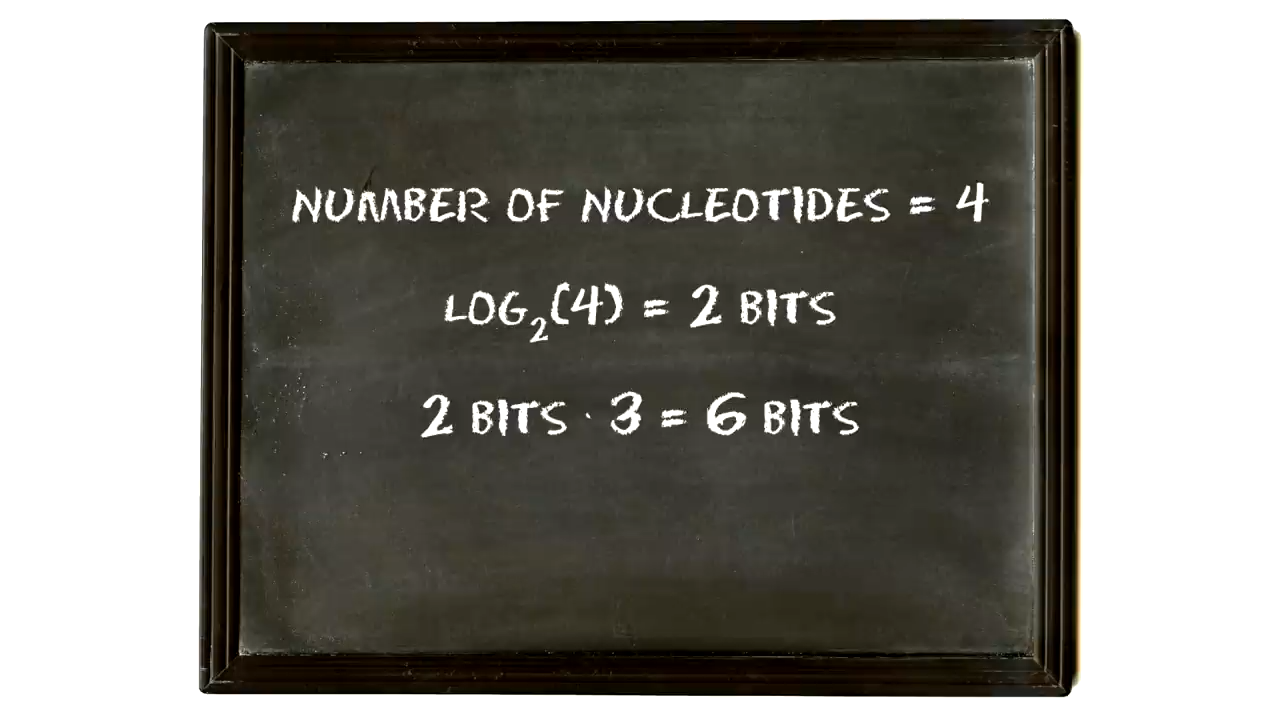 NUMBER OF NUCLEOTIDES = 4
LOG₂(4) = 2 BITS
2 BITS · 3 = 6 BITS